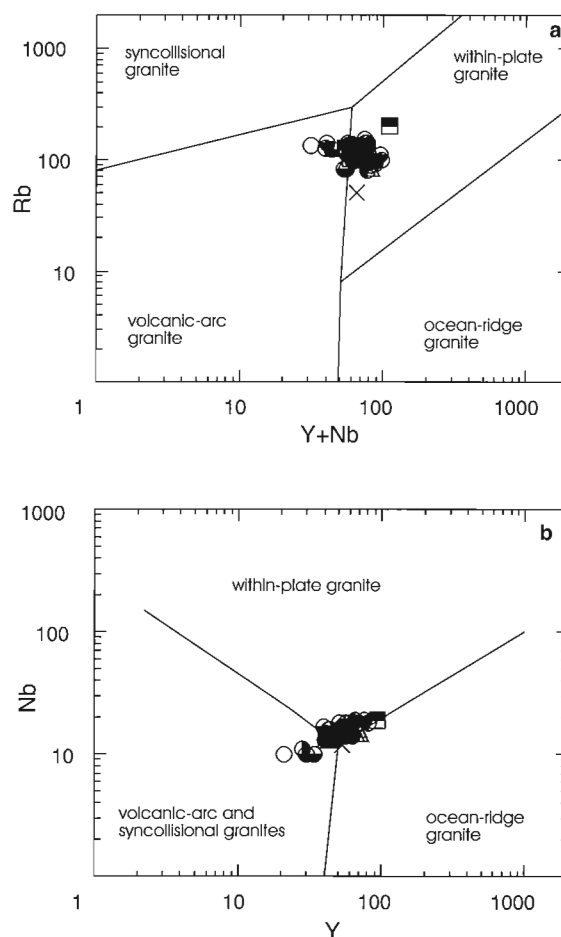 a
1000
syncollisional
granite
within-plate
granite
100
Rb
10
volcanic-arc
granite
ocean-ridge
granite
1 10 100 1000
Y+Nb
1000
b
within-plate granite
100
Nb
10
volcanic-arc and
syncollisional granites
ocean-ridge
granite
1 10 100 1000
Y